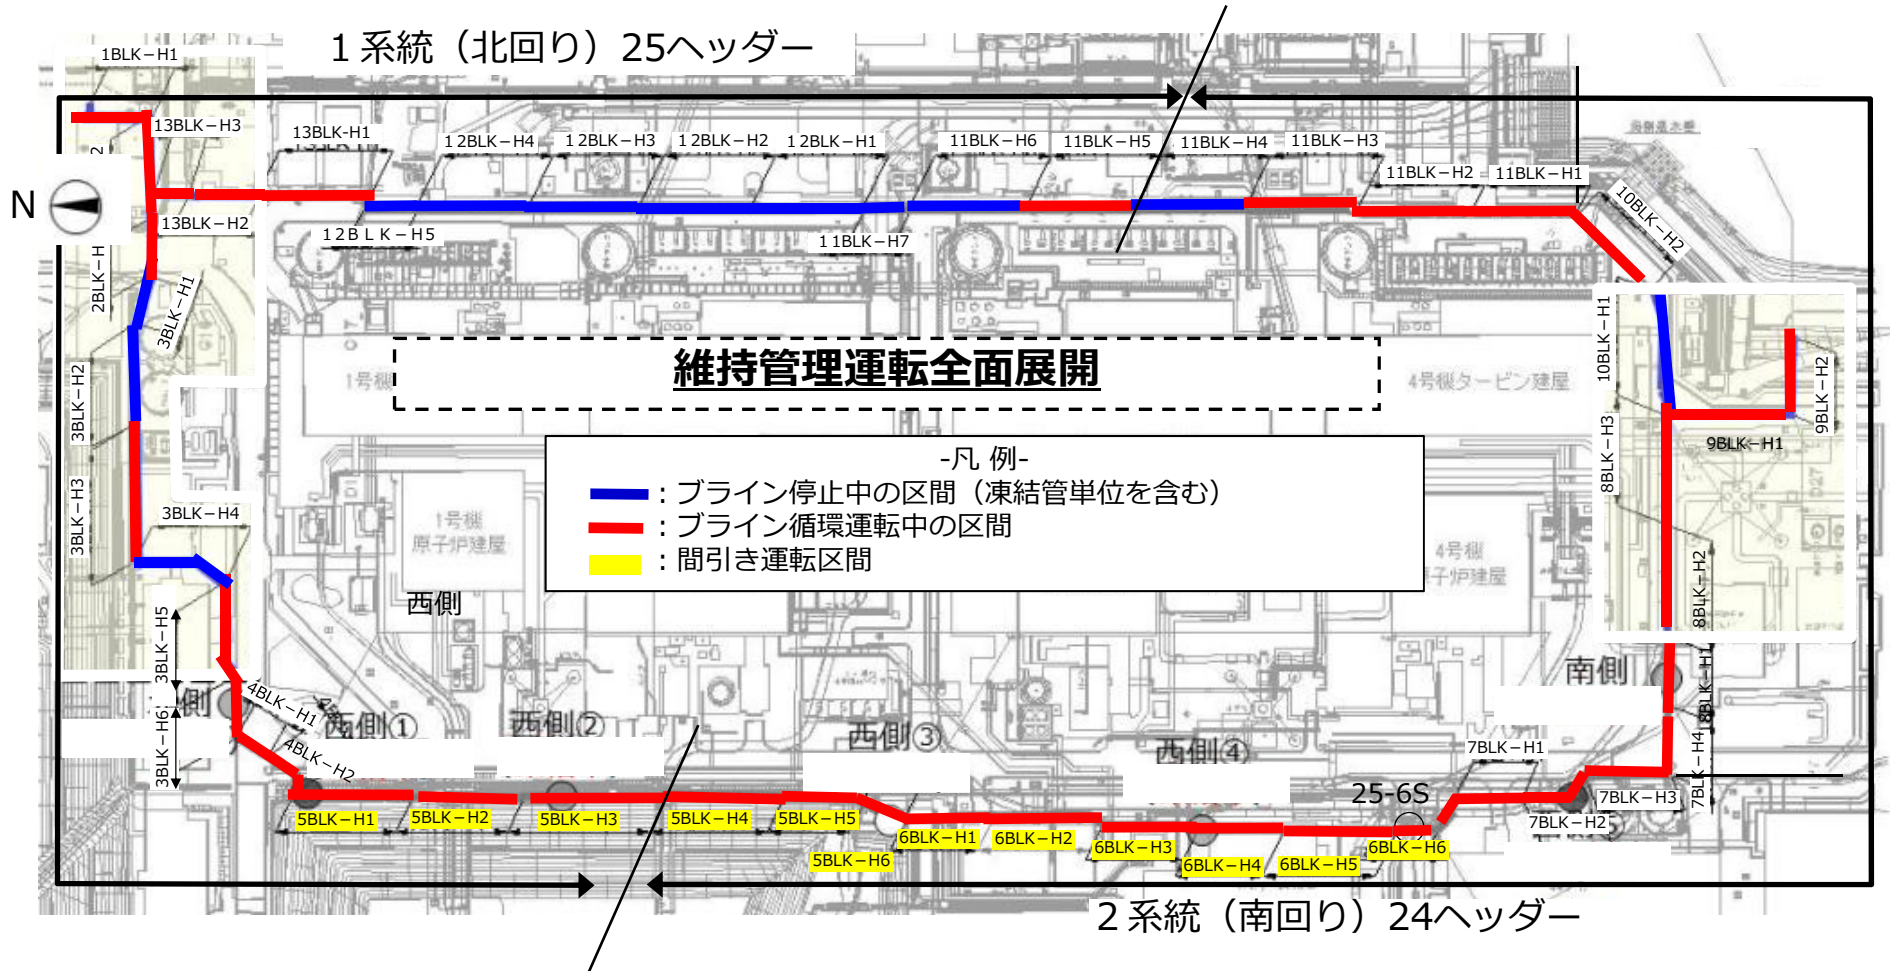 1BLK－H1
１系統（北回り）25ヘッダー
13BLK－H3
13BLK-H1
１2BLK－H4
１2BLK－H3
１2BLK－H2
１2BLK－H1
11BLK－H6
11BLK－H5
11BLK－H4
11BLK－H3
11BLK－H2
11BLK－H1
10BLK－H2
海側遮水壁
N
13BLK－H2
１2ＢＬＫ－H5
１1BLK－H7
2BLK－H
3BLK－H1
3BLK－H2
3BLK－H3
3BLK－H4
3BLK－H5
3BLK－H6
維持管理運転全面展開
1号機
4号機タービン建屋
10BLK－H1
9BLK－H2
9BLK－H1
8BLK－H3
8BLK－H2
8BLK－H1
D27
-凡 例-
：ブライン停止中の区間（凍結管単位を含む）
：ブライン循環運転中の区間
：間引き運転区間
1号機
原子炉建屋
4号機
子炉建屋
西側
南側
側
4BLK－H1
4BLK－H2
西側①
西側②
西側③
西側④
7BLK－H1
7BLK－H2
7BLK－H3
7BLK－H4
25-6S
5BLK－H1
5BLK－H2
5BLK－H3
5BLK－H4
5BLK－H5
5BLK－H6
6BLK－H1
6BLK－H2
6BLK－H3
6BLK－H4
6BLK－H5
6BLK－H6
２系統（南回り）24ヘッダー